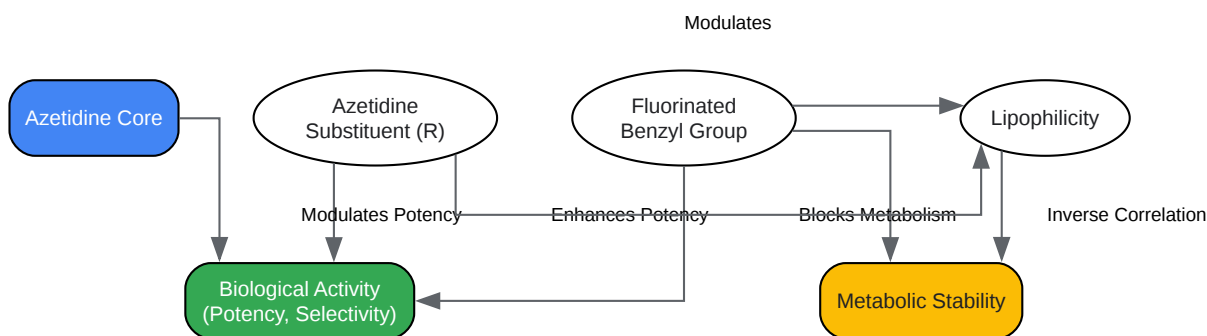 Modulates
Azetidine Core
Azetidine
Substituent (R)
Fluorinated
Benzyl Group
Lipophilicity
Modulates Potency
Enhances Potency
Blocks Metabolism
Inverse Correlation
Biological Activity
(Potency, Selectivity)
Metabolic Stability